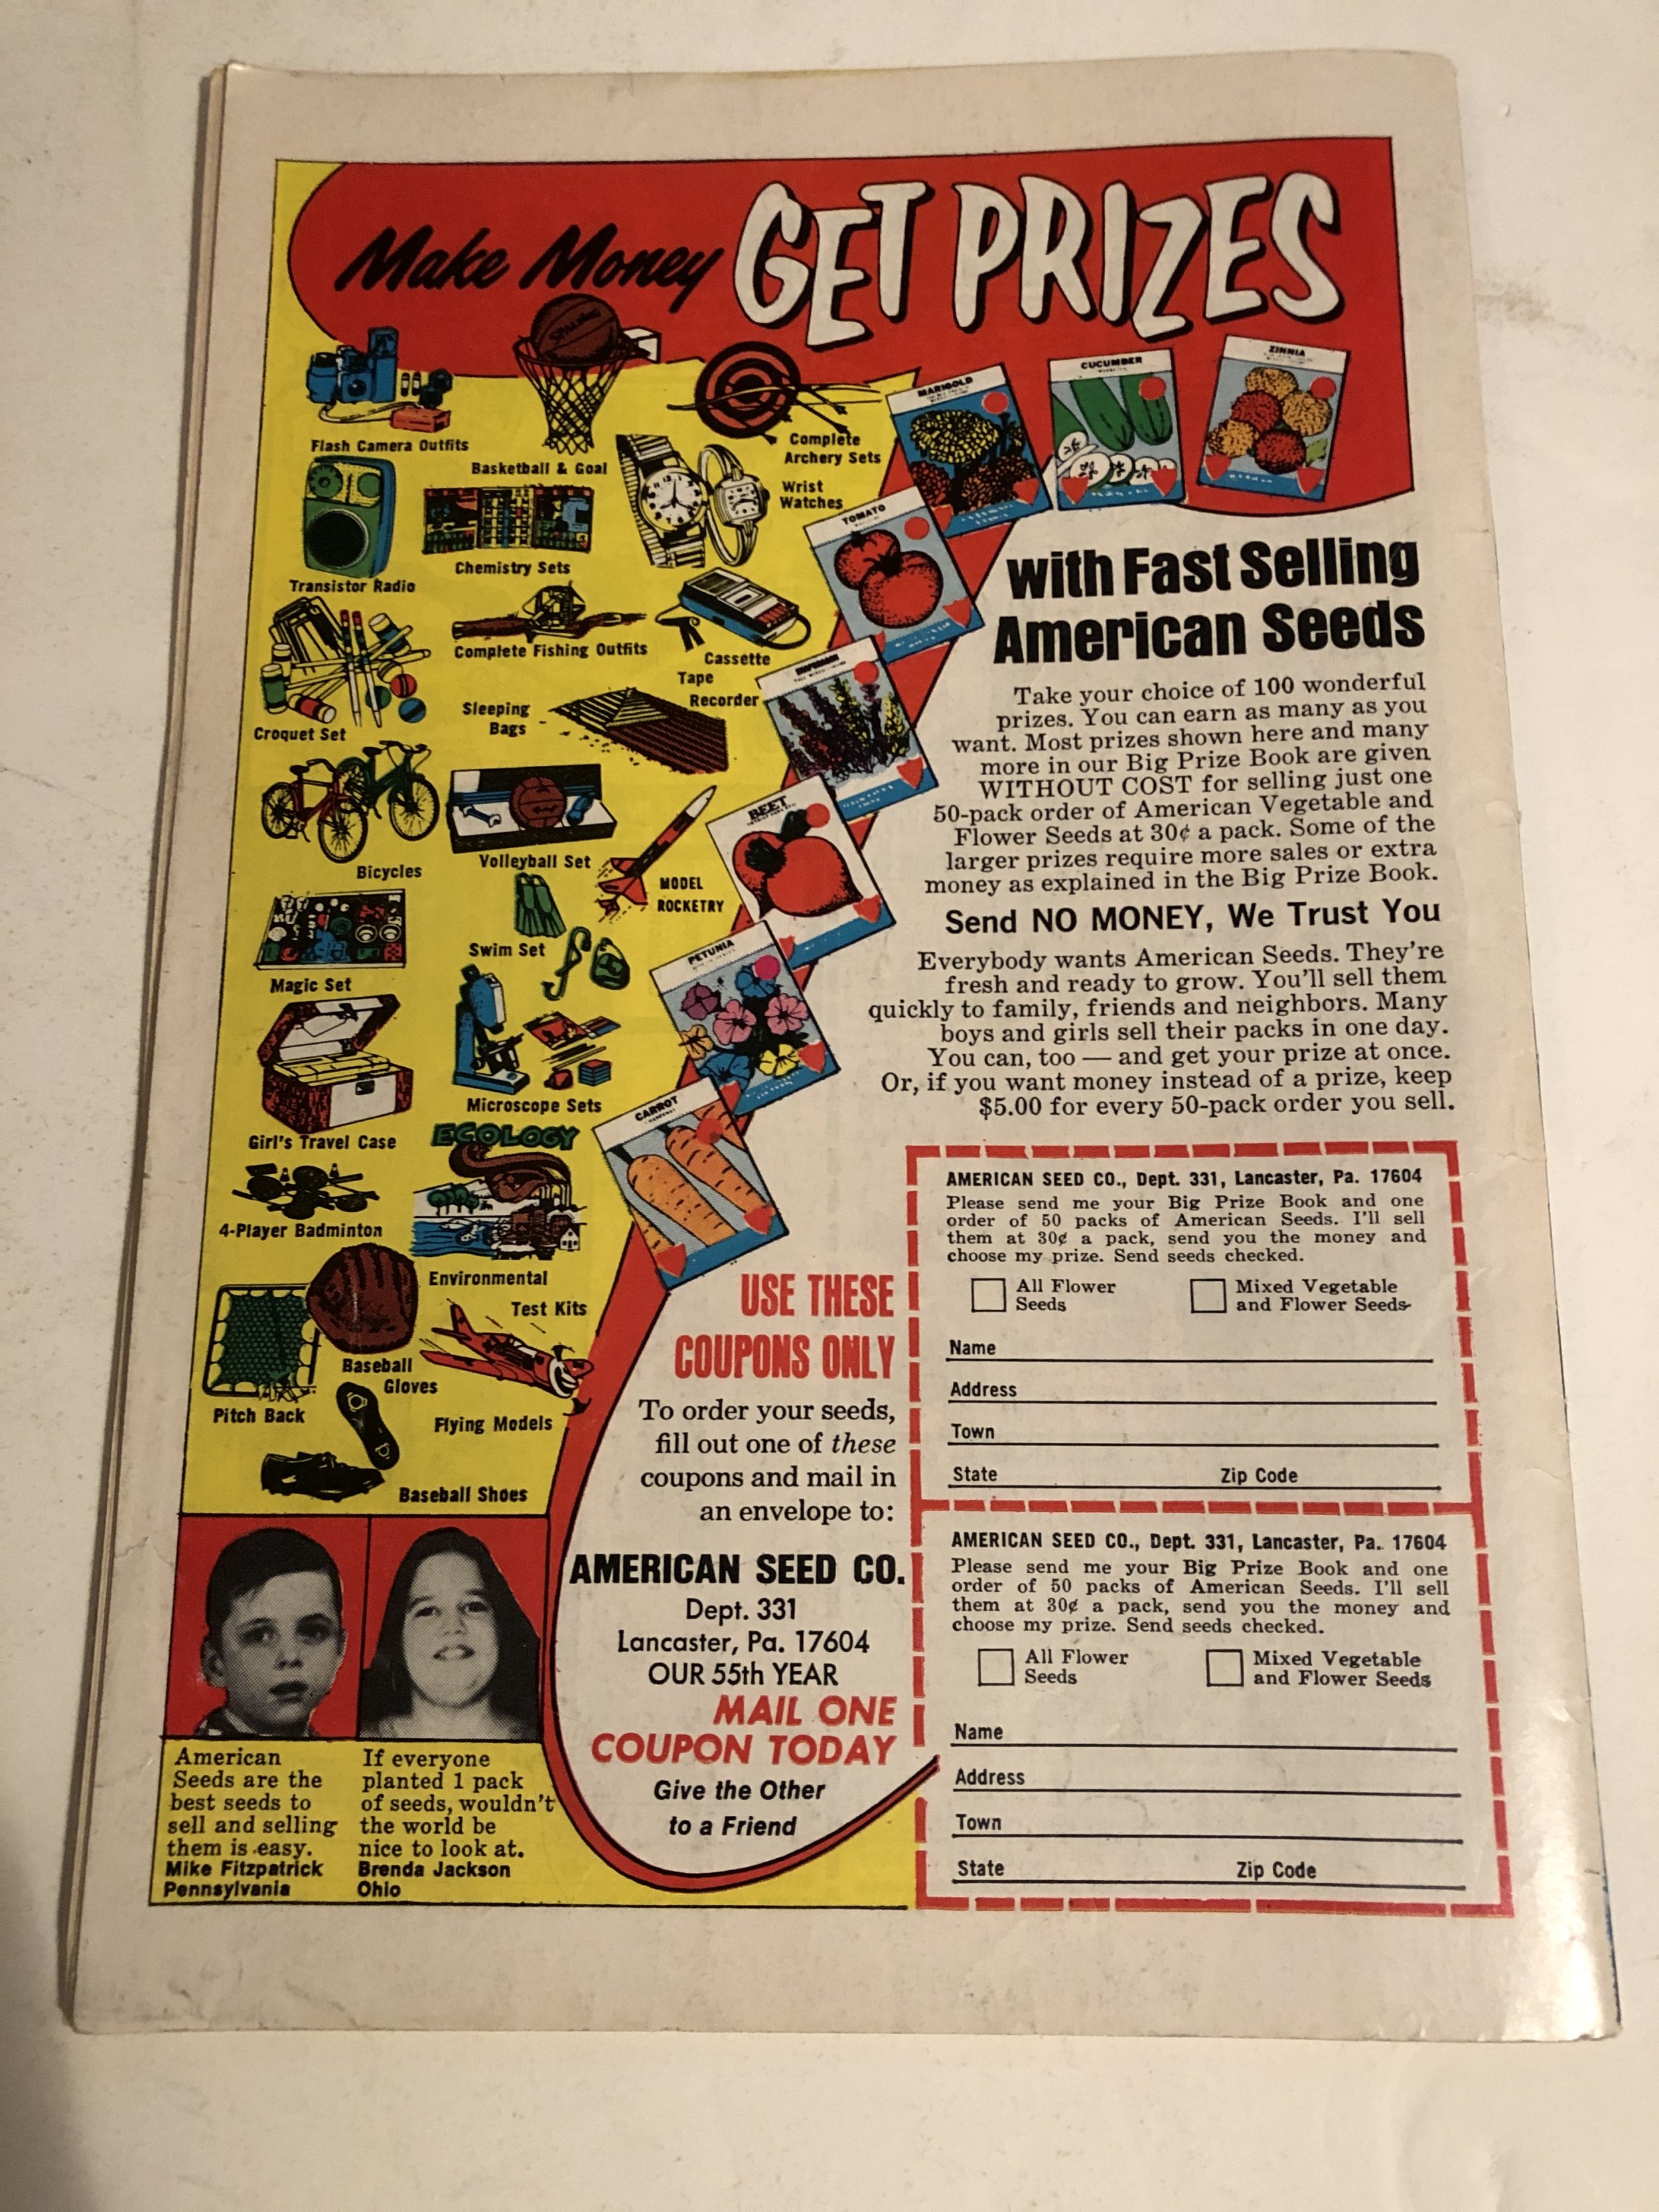 Make Money GET PRIZES
SPALDING
Flash Camera Outfits
Basketball & Goal
Complete
Archery Sets
Wrist
Watches
Transistor Radio
Chemistry Sets
Croquet Set
Complete Fishing Outfits
Cassette
Tape
Recorder
Sleeping
Bags
Bicycles
Volleyball Set
MODEL
ROCKETRY
Magic Set
Swim Set
Girl's Travel Case
Microscope Sets
ECOLOGY
4-Player Badminton
Environmental
Test Kits
Pitch Back
Baseball
Gloves
Flying Models
Baseball Shoes
MARIGOLD
CUCUMBER
ZINNIA
TOMATO
BEET
PETUNIA
CARROT
with Fast Selling
American Seeds
Take your choice of 100 wonderful
prizes. You can earn as many as you
want. Most prizes shown here and many
more in our Big Prize Book are given
WITHOUT COST for selling just one
50-pack order of American Vegetable and
Flower Seeds at 30¢ a pack. Some of the
larger prizes require more sales or extra
money as explained in the Big Prize Book.
Send NO MONEY, We Trust You
Everybody wants American Seeds. They're
fresh and ready to grow. You'll sell them
quickly to family, friends and neighbors. Many
boys and girls sell their packs in one day.
You can, too — and get your prize at once.
Or, if you want money instead of a prize, keep
$5.00 for every 50-pack order you sell.
USE THESE
COUPONS ONLY
To order your seeds,
fill out one of these
coupons and mail in
an envelope to:
AMERICAN SEED CO.
Dept. 331
Lancaster, Pa. 17604
OUR 55th YEAR
MAIL ONE
COUPON TODAY
Give the Other
to a Friend
AMERICAN SEED CO., Dept. 331, Lancaster, Pa. 17604
Please send me your Big Prize Book and one
order of 50 packs of American Seeds. I'll sell
them at 30¢ a pack, send you the money and
choose my prize. Send seeds checked.
All Flower
Seeds
Mixed Vegetable
and Flower Seeds
Name
Address
Town
State Zip Code
AMERICAN SEED CO., Dept. 331, Lancaster, Pa. 17604
Please send me your Big Prize Book and one
order of 50 packs of American Seeds. I'll sell
them at 30¢ a pack, send you the money and
choose my prize. Send seeds checked.
All Flower
Seeds
Mixed Vegetable
and Flower Seeds
Name
Address
Town
State Zip Code
American
Seeds are the
best seeds to
sell and selling
them is easy.
Mike Fitzpatrick
Pennsylvania
If everyone
planted 1 pack
of seeds, wouldn't
the world be
nice to look at.
Brenda Jackson
Ohio